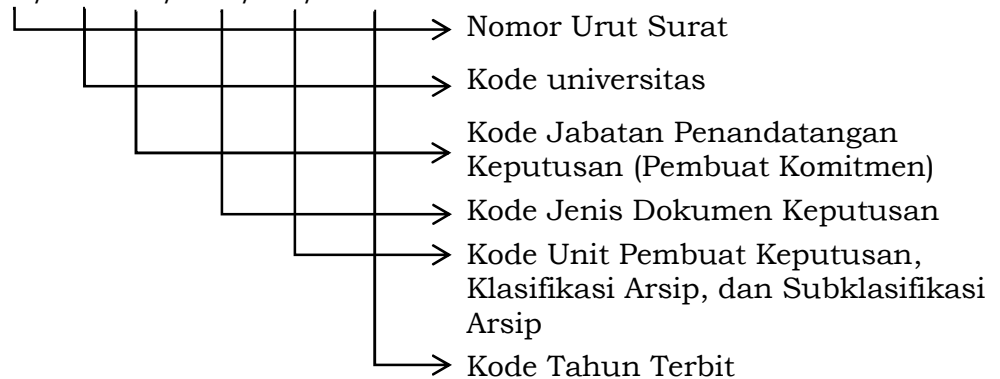 Nomor Urut Surat
Kode universitas
Kode Jabatan Penandatangan
Keputusan (Pembuat Komitmen)
Kode Jenis Dokumen Keputusan
Kode Unit Pembuat Keputusan,
Klasifikasi Arsip, dan Subklasifikasi
Arsip
Kode Tahun Terbit